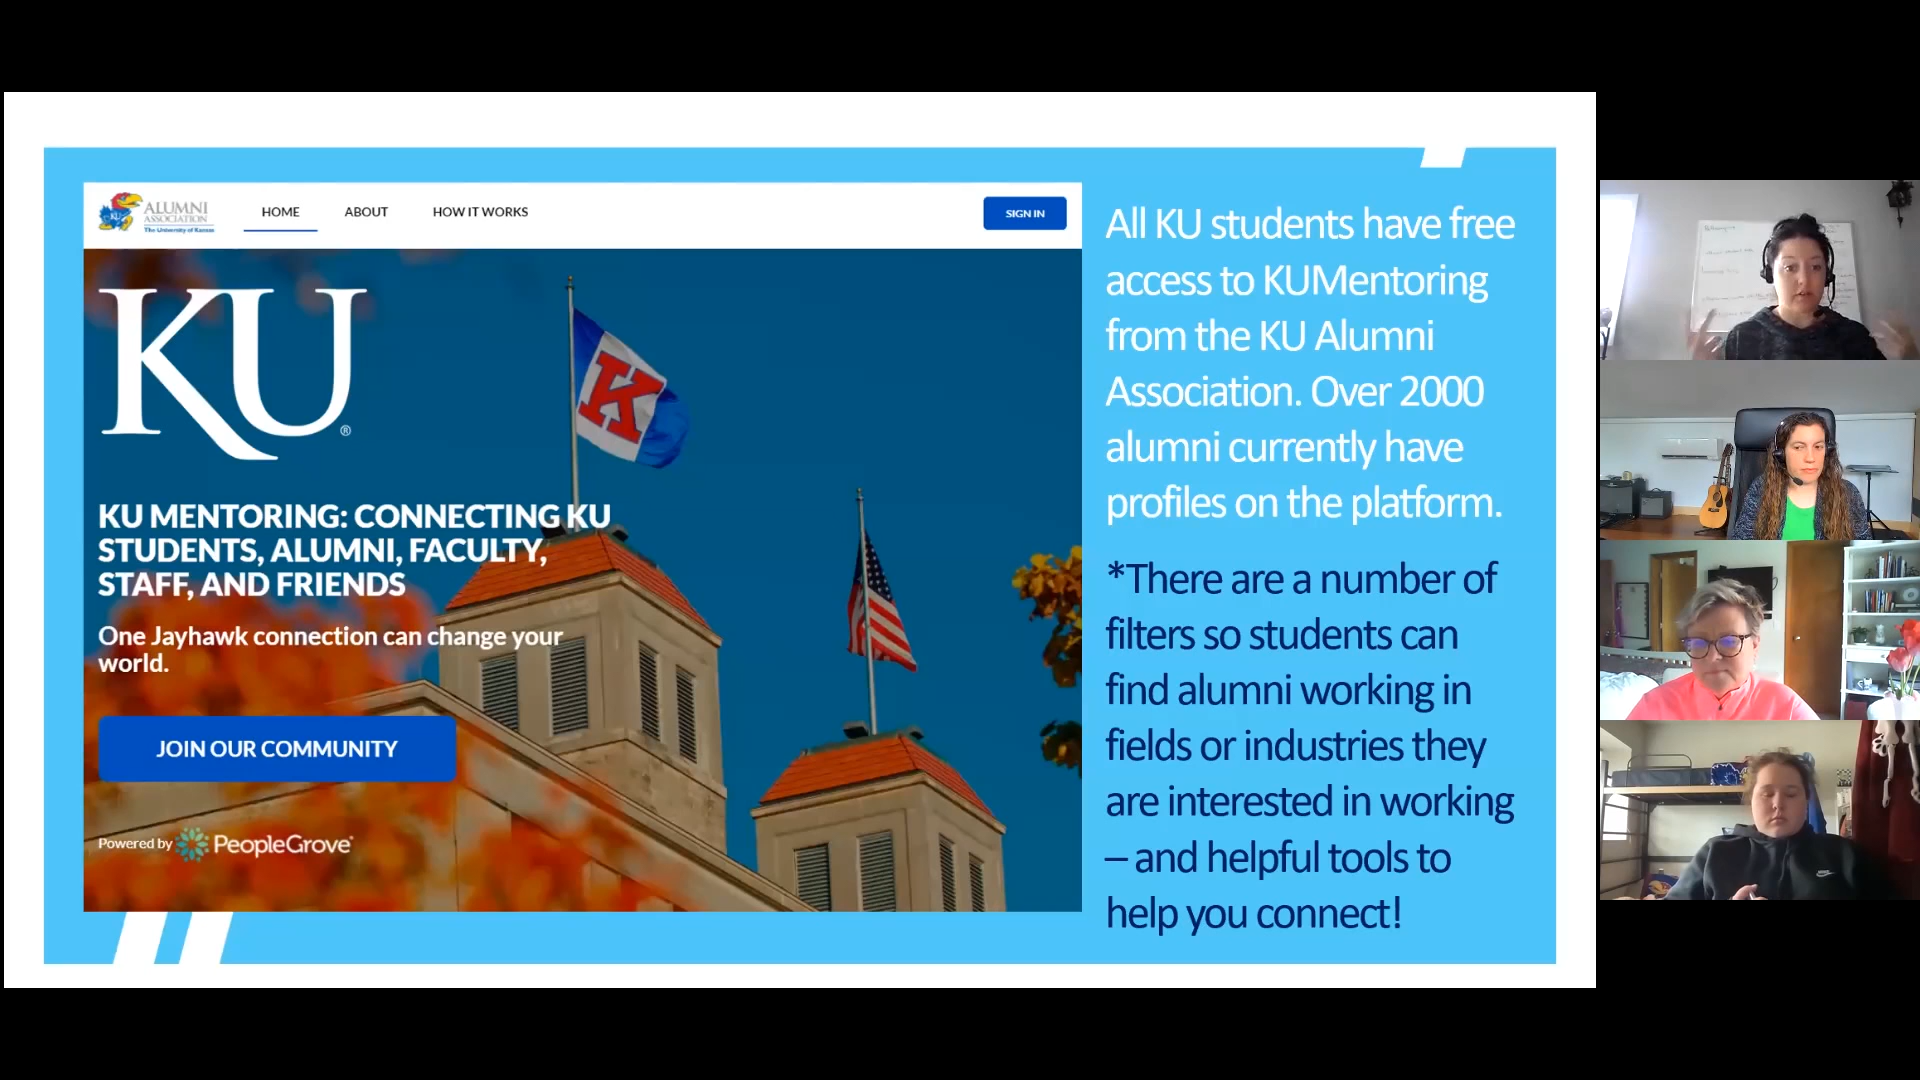 ALUMNI
ASSOCIATION
The University of Kansas
HOME
ABOUT
HOW IT WORKS
SIGN IN
KU
®
K
KU MENTORING: CONNECTING KU
STUDENTS, ALUMNI, FACULTY,
STAFF, AND FRIENDS
One Jayhawk connection can change your
world.
JOIN OUR COMMUNITY
Powered by PeopleGrove
All KU students have free
access to KUMentoring
from the KU Alumni
Association. Over 2000
alumni currently have
profiles on the platform.
*There are a number of
filters so students can
find alumni working in
fields or industries they
are interested in working
– and helpful tools to
help you connect!